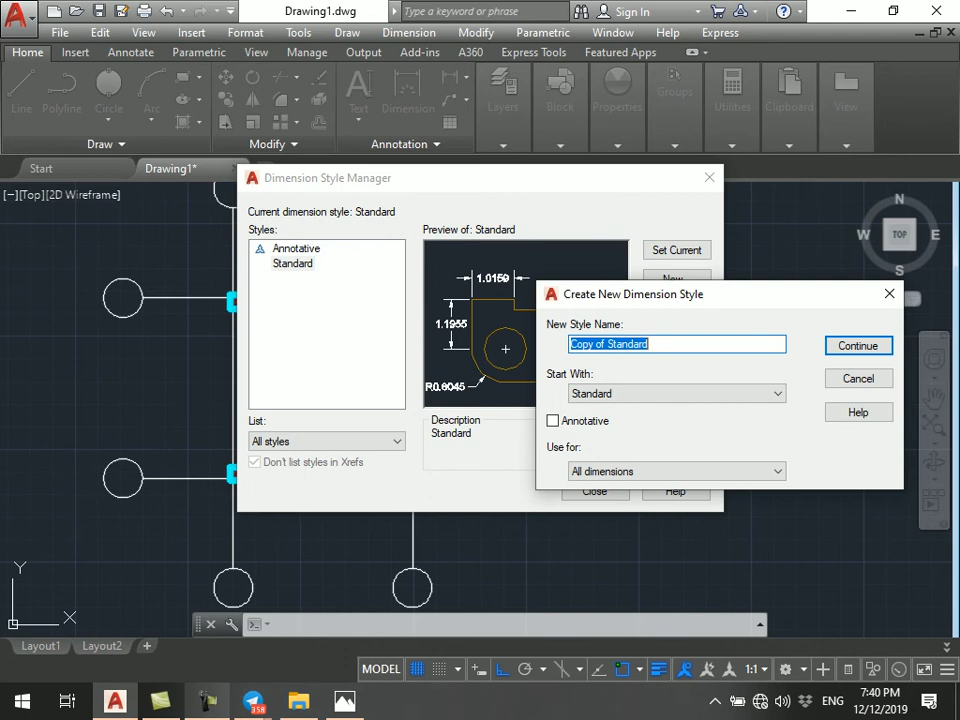 Drawing1.dwg
Type a keyword or phrase
Sign In
File Edit View Insert Format Tools Draw Dimension Modify Parametric Window Help Express
Home Insert Annotate Parametric View Manage Output Add-ins A360 Express Tools Featured Apps
Line Polyline Circle Arc Text Dimension Layers Block Properties Groups Utilities Clipboard View
Draw Modify Annotation
Start Drawing1*
[−][Top][2D Wireframe]
Dimension Style Manager
Current dimension style: Standard
Styles:
Annotative
Standard
Preview of: Standard
1.0159
1.1955
R0.8045
Set Current
New...
List:
All styles
Don't list styles in Xrefs
Description
Standard
Close Help
Create New Dimension Style
New Style Name:
Copy of Standard
Start With:
Standard
Annotative
Use for:
All dimensions
Continue
Cancel
Help
N
W TOP E
S
Y
X
Layout1 Layout2 +
MODEL 1:1
358
ENG
7:40 PM
12/12/2019